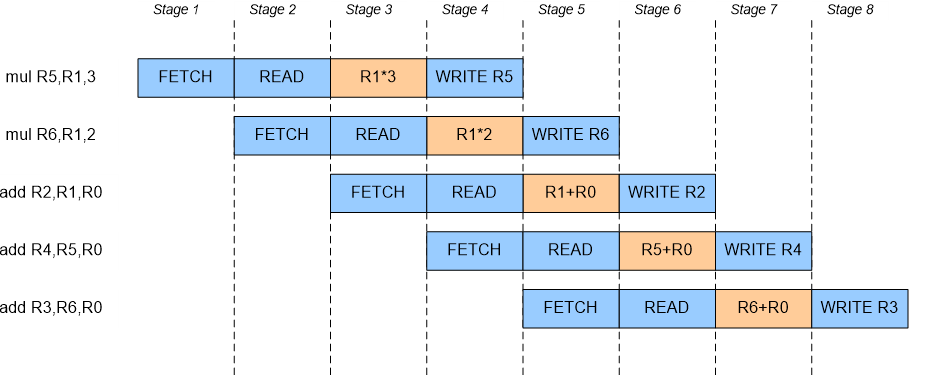 Stage 1 Stage 2 Stage 3 Stage 4 Stage 5 Stage 6 Stage 7 Stage 8
mul R5,R1,3 FETCH READ R1*3 WRITE R5
mul R6,R1,2 FETCH READ R1*2 WRITE R6
add R2,R1,R0 FETCH READ R1+R0 WRITE R2
add R4,R5,R0 FETCH READ R5+R0 WRITE R4
add R3,R6,R0 FETCH READ R6+R0 WRITE R3